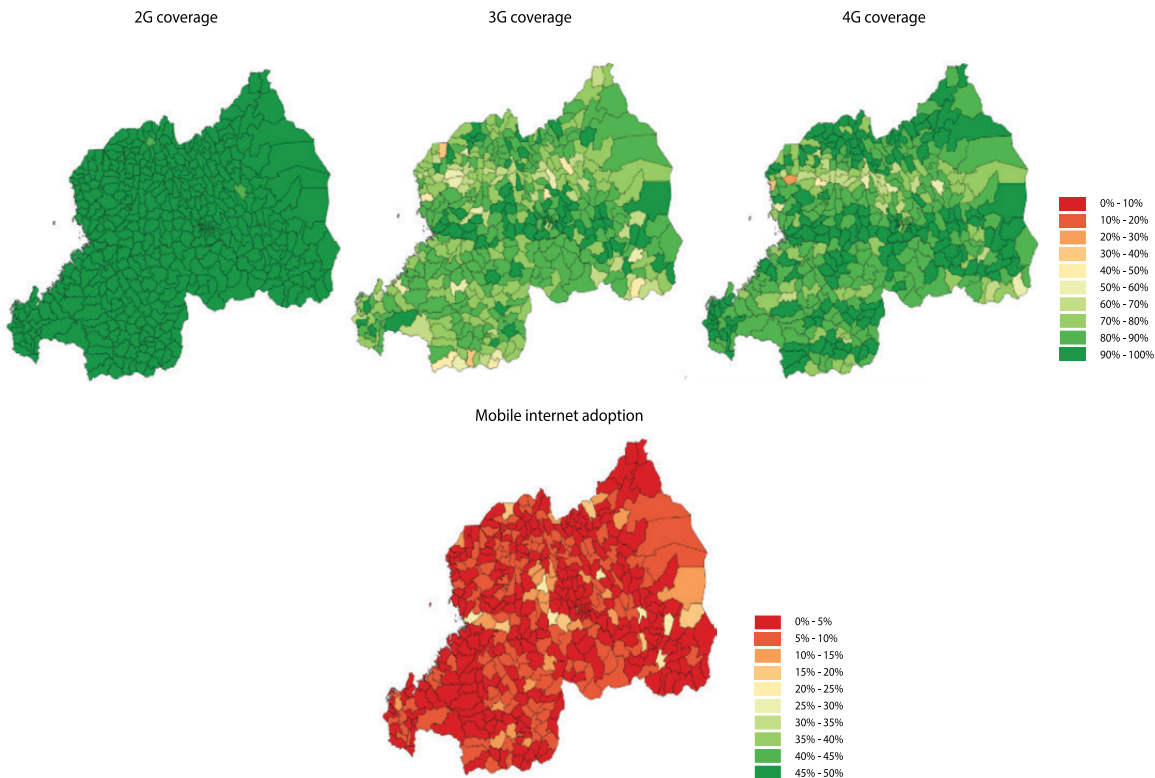 2G coverage
3G coverage
4G coverage
0% - 10%
10% - 20%
20% - 30%
30% - 40%
40% - 50%
50% - 60%
60% - 70%
70% - 80%
80% - 90%
90% - 100%
Mobile internet adoption
0% - 5%
5% - 10%
10% - 15%
15% - 20%
20% - 25%
25% - 30%
30% - 35%
35% - 40%
40% - 45%
45% - 50%